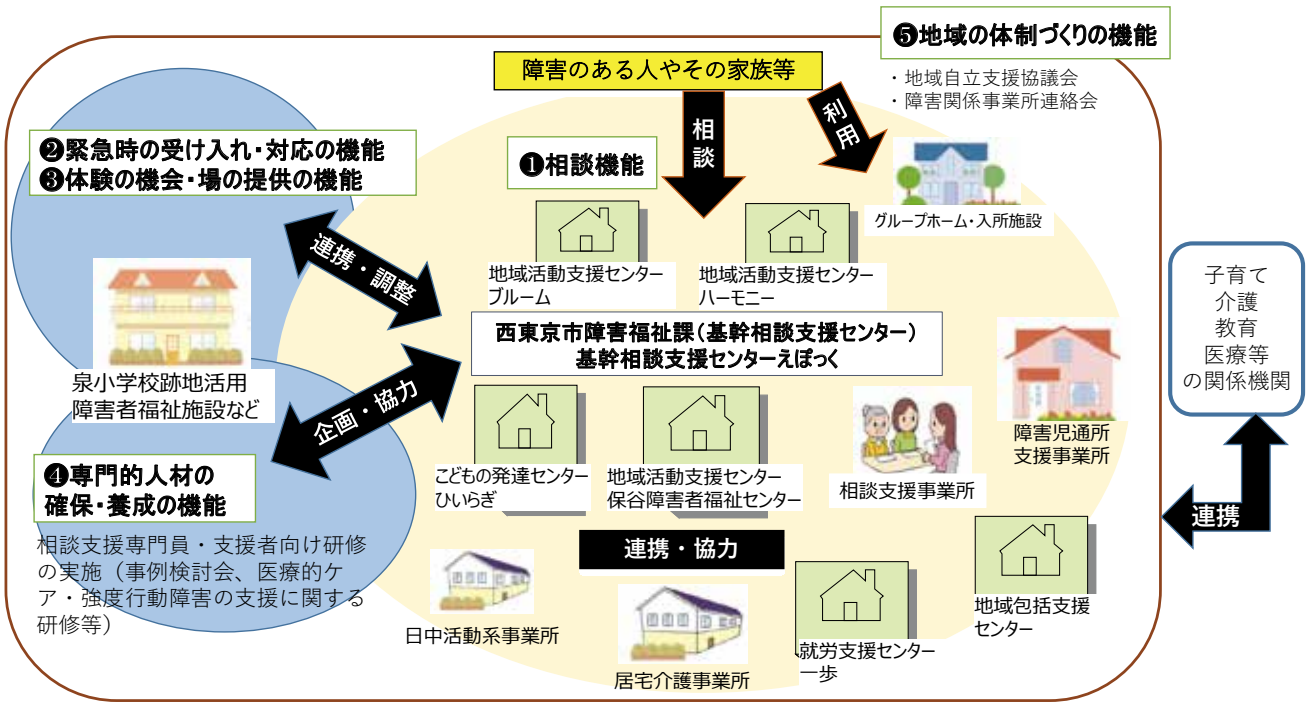 ❺地域の体制づくりの機能
・地域自立支援協議会
・障害関係事業所連絡会
障害のある人やその家族等
相談
利用
❷緊急時の受け入れ・対応の機能
❸体験の機会・場の提供の機能
❶相談機能
グループホーム・入所施設
連携・調整
地域活動支援センター
ブルーム
地域活動支援センター
ハーモニー
子育て
介護
教育
医療等
の関係機関
西東京市障害福祉課（基幹相談支援センター）
基幹相談支援センターえぽっく
泉小学校跡地活用
障害者福祉施設など
企画・協力
障害児通所
支援事業所
❹専門的人材の
確保・養成の機能
こどもの発達センター
ひいらぎ
地域活動支援センター
保谷障害者福祉センター
相談支援事業所
連携
相談支援専門員・支援者向け研修
の実施（事例検討会、医療的ケ
ア・強度行動障害の支援に関する
研修等）
連携・協力
日中活動系事業所
居宅介護事業所
就労支援センター
一歩
地域包括支援
センター